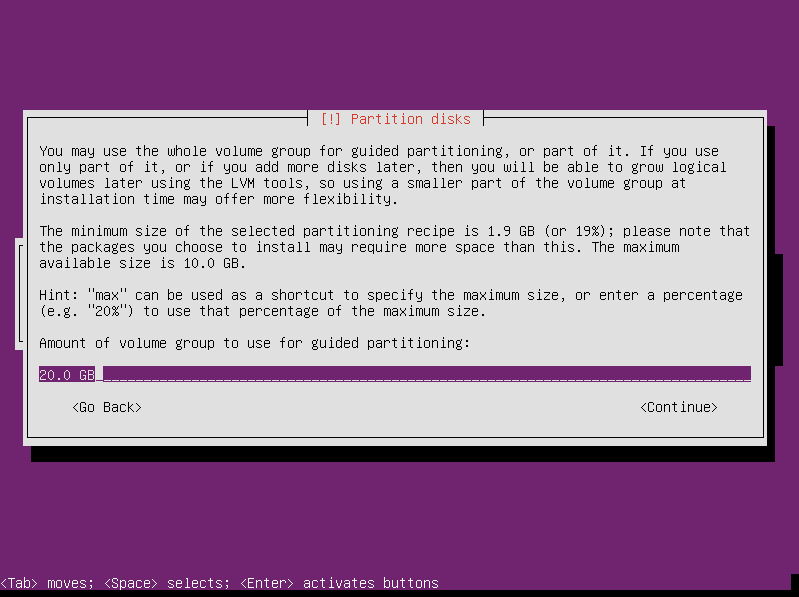 [!] Partition disks
You may use the whole volume group for guided partitioning, or part of it. If you use
only part of it, or if you add more disks later, then you will be able to grow logical
volumes later using the LVM tools, so using a smaller part of the volume group at
installation time may offer more flexibility.
The minimum size of the selected partitioning recipe is 1.9 GB (or 19%); please note that
the packages you choose to install may require more space than this. The maximum
available size is 10.0 GB.
Hint: "max" can be used as a shortcut to specify the maximum size, or enter a percentage
(e.g. "20%") to use that percentage of the maximum size.
Amount of volume group to use for guided partitioning:
20.0 GB
<Go Back> <Continue>
<Tab> moves; <Space> selects; <Enter> activates buttons